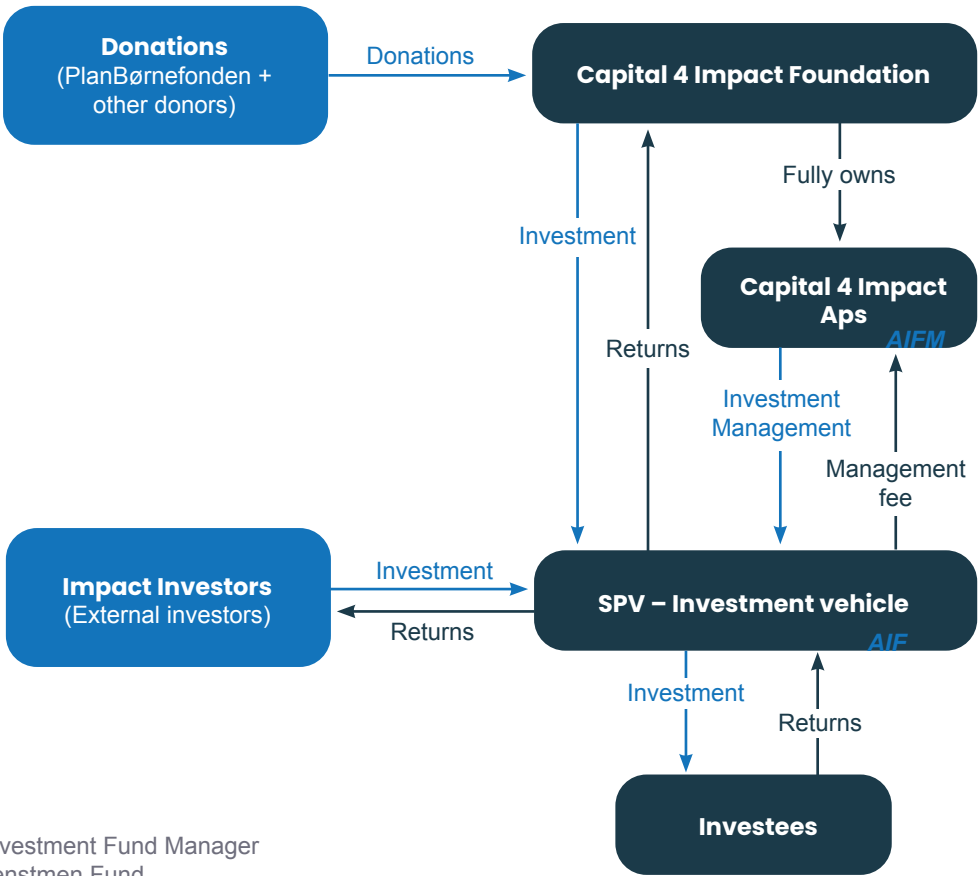 Donations
(PlanBørnefonden +
other donors)
Donations
Capital 4 Impact Foundation
Fully owns
Investment
Capital 4 Impact
Aps
AIFM
Returns
Investment
Management
Management
fee
Impact Investors
(External investors)
Investment
Returns
SPV – Investment vehicle
AIF
Investment
Returns
Investees
vestment Fund Manager
enstmen Fund